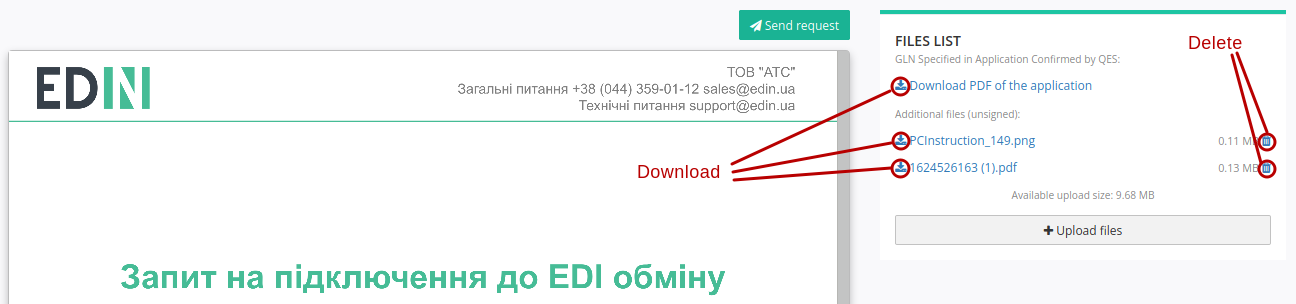 Send request
EDIN
ТОВ "АТС"
Загальні питання +38 (044) 359-01-12 sales@edin.ua
Технічні питання support@edin.ua
Запит на підключення до EDI обміну
Download
Delete
FILES LIST
GLN Specified in Application Confirmed by QES:
Download PDF of the application
Additional files (unsigned):
PCInstruction_149.png 0.11 MB
1624526163 (1).pdf 0.13 MB
Available upload size: 9.68 MB
Upload files